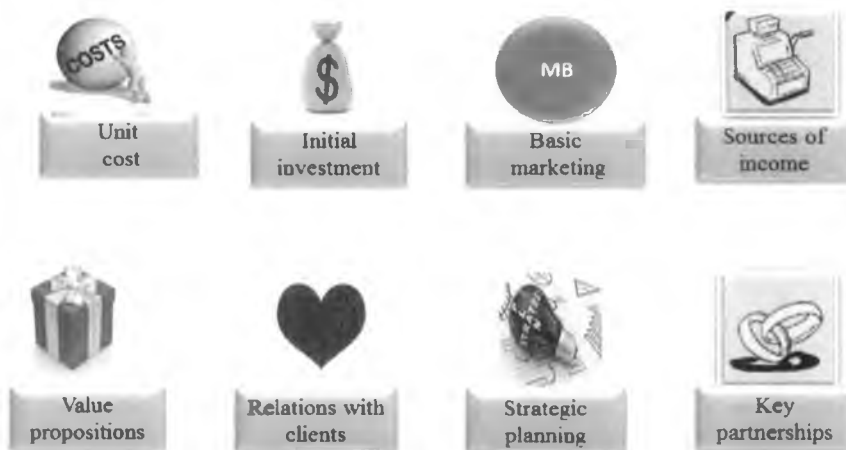 COSTS
$
MB
Unit
cost
Initial
investment
Basic
marketing
Sources of
income
Value
propositions
Relations with
clients
Strategic
planning
Key
partnerships